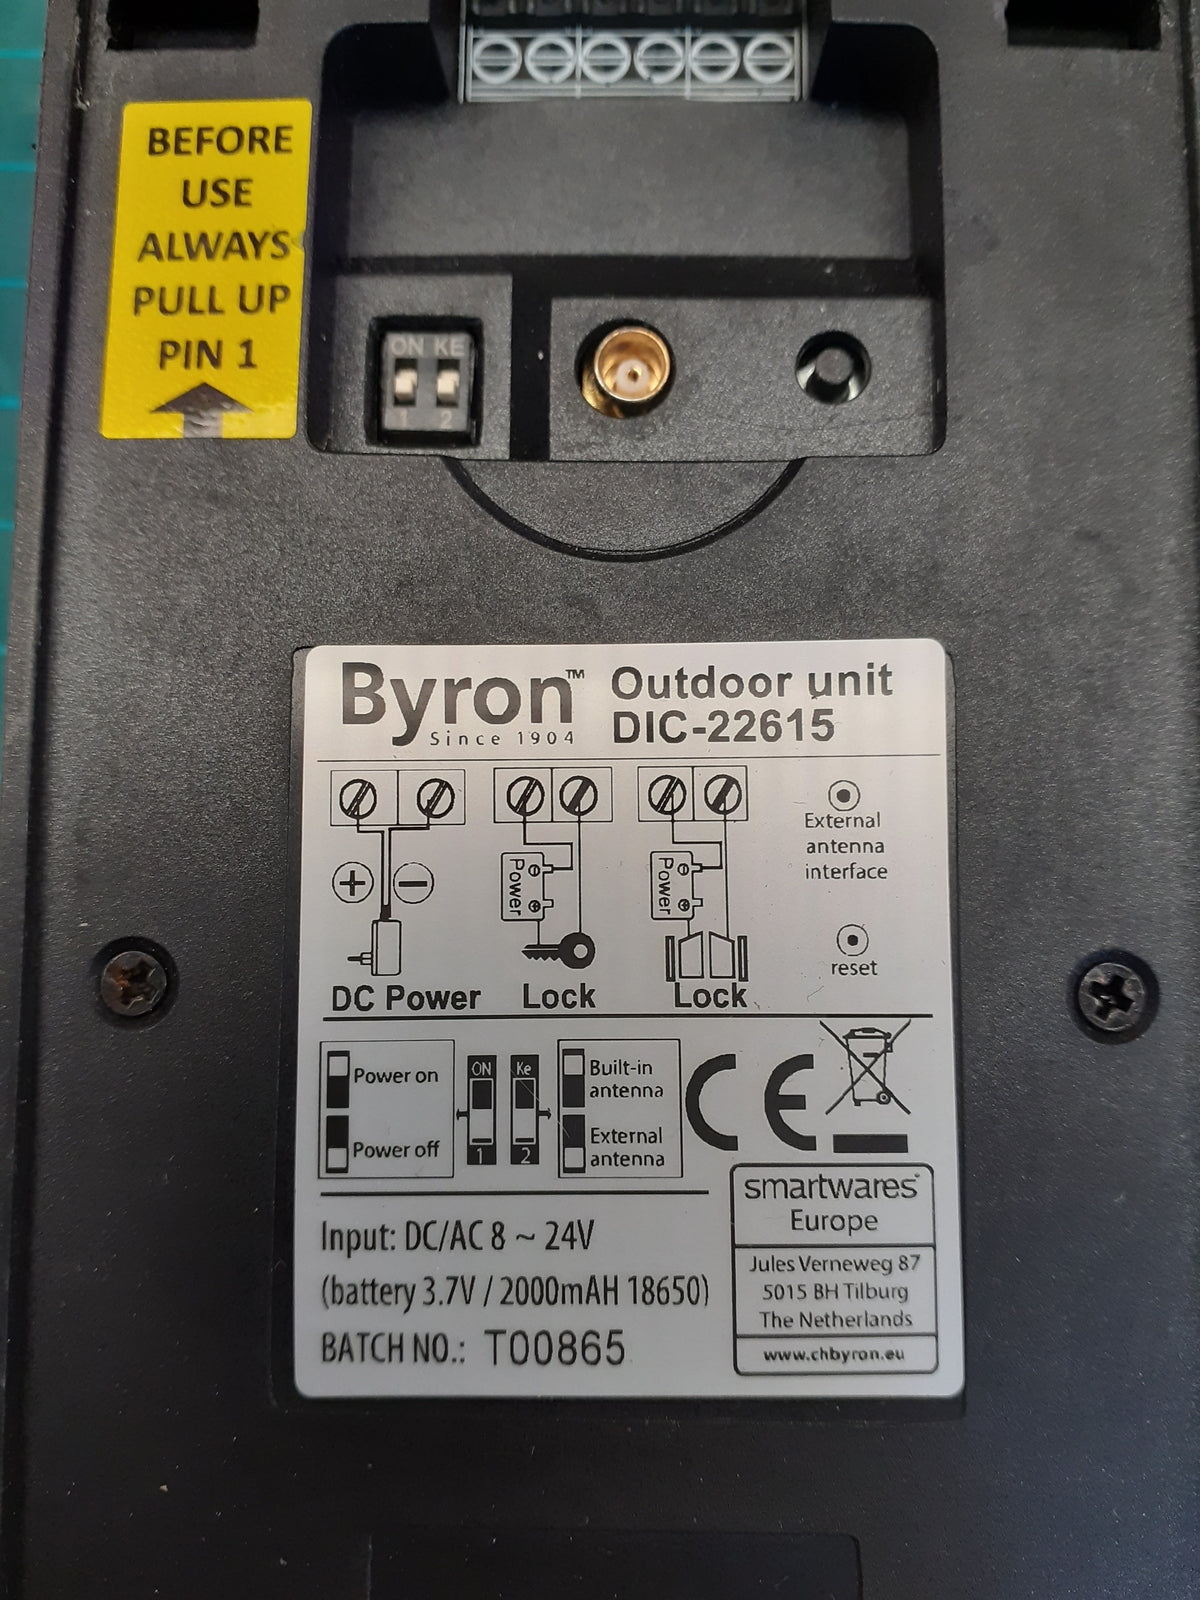 BEFORE
USE
ALWAYS
PULL UP
PIN 1
ON KE
1 2
Byron™
Since 1904
Outdoor unit
DIC-22615
External
antenna
interface
Power
Power
+ −
reset
DC Power
Lock
Lock
Power on
Power off
ON
1
Ke
2
Built-in
antenna
External
antenna
CE
Input: DC/AC 8 ~ 24V
(battery 3.7V / 2000mAH 18650)
BATCH NO.: T00865
smartwares
Europe
Jules Verneweg 87
5015 BH Tilburg
The Netherlands
www.chbyron.eu